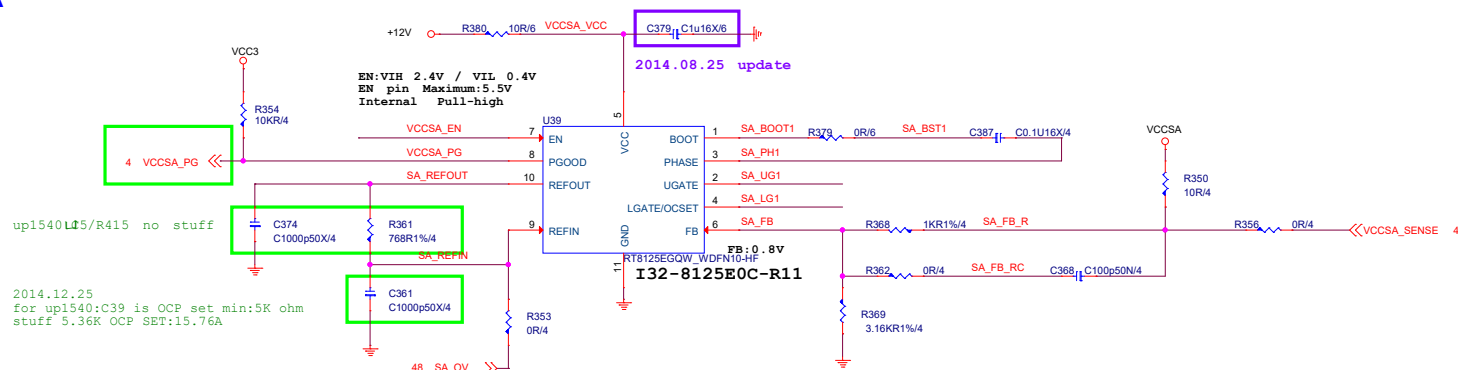 R380 10R/6 VCCSA_VCC C379 C1u16X/6
+12V
VCC3
2014.08.25 update
EN:VIH 2.4V / VIL 0.4V
EN pin Maximum:5.5V
Internal Pull-high
R354
10KR/4
U39
5
VCC
VCCSA_EN 7 EN
BOOT 1 SA_BOOT1 R379 0R/6 SA_BST1 C387 C0.1U16X/4
VCCSA
4 VCCSA_PG
VCCSA_PG 8 PGOOD
PHASE 3 SA_PH1
SA_REFOUT 10 REFOUT
UGATE 2 SA_UG1
R350
10R/4
LGATE/OCSET 4 SA_LG1
C374
C1000p50X/4
R361
768R1%/4
no stuff
9 REFIN
FB 6 SA_FB R368 1KR1%/4 SA_FB_R R356 0R/4 VCCSA_SENSE 4
GND
11
FB:0.8V
SA_REFIN
RT8125EGQW_WDFN10-HF
I32-8125E0C-R11
R362 0R/4 SA_FB_RC C368 C100p50N/4
C361
C1000p50X/4
2014.12.25
for up1540:C39 is OCP set min:5K ohm
stuff 5.36K OCP SET:15.76A
R353
0R/4
R369
3.16KR1%/4
48 SA_OV